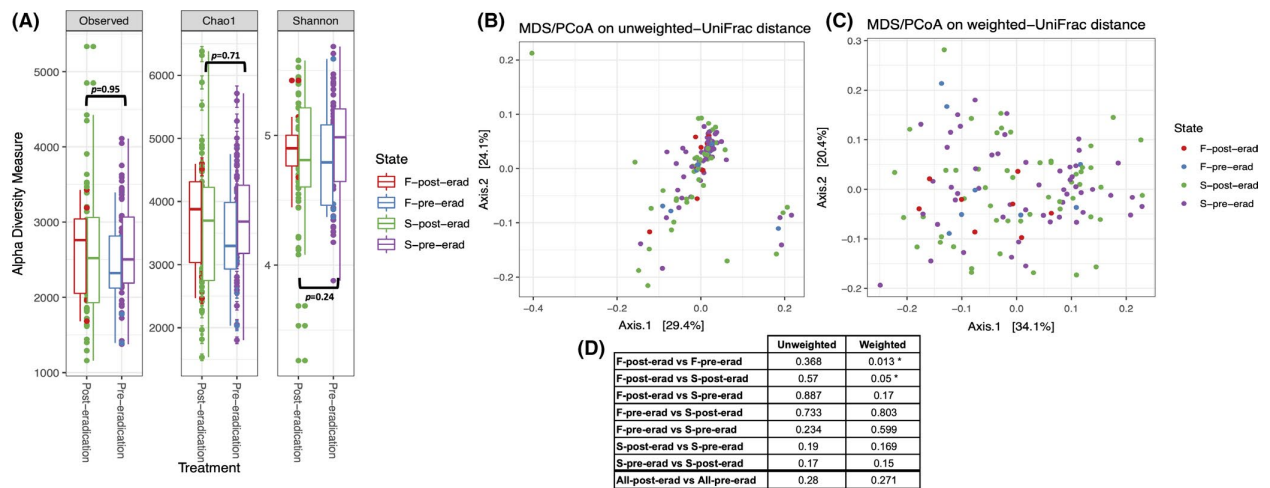 (A)
Observed
Chao1
Shannon
p=0.95
p=0.71
p=0.24
5000
4000
3000
2000
1000
6000
5000
4000
3000
2000
5
4
Alpha Diversity Measure
Post-eradication
Pre-eradication
Post-eradication
Pre-eradication
Post-eradication
Pre-eradication
Treatment
State
F-post-erad
F-pre-erad
S-post-erad
S-pre-erad
(B)
MDS/PCoA on unweighted-UniFrac distance
0.2
0.1
0.0
-0.1
-0.2
Axis.2 [24.1%]
-0.4
-0.2
0.0
0.2
Axis.1 [29.4%]
(C)
MDS/PCoA on weighted-UniFrac distance
0.3
0.2
0.1
0.0
-0.1
-0.2
Axis.2 [20.4%]
-0.2
-0.1
0.0
0.1
0.2
Axis.1 [34.1%]
State
F-post-erad
F-pre-erad
S-post-erad
S-pre-erad
(D)
Unweighted Weighted
F-post-erad vs F-pre-erad 0.368 0.013 *
F-post-erad vs S-post-erad 0.57 0.05 *
F-post-erad vs S-pre-erad 0.887 0.17
F-pre-erad vs S-post-erad 0.733 0.803
F-pre-erad vs S-pre-erad 0.234 0.599
S-post-erad vs S-pre-erad 0.19 0.169
S-pre-erad vs S-post-erad 0.17 0.15
All-post-erad vs All-pre-erad 0.28 0.271